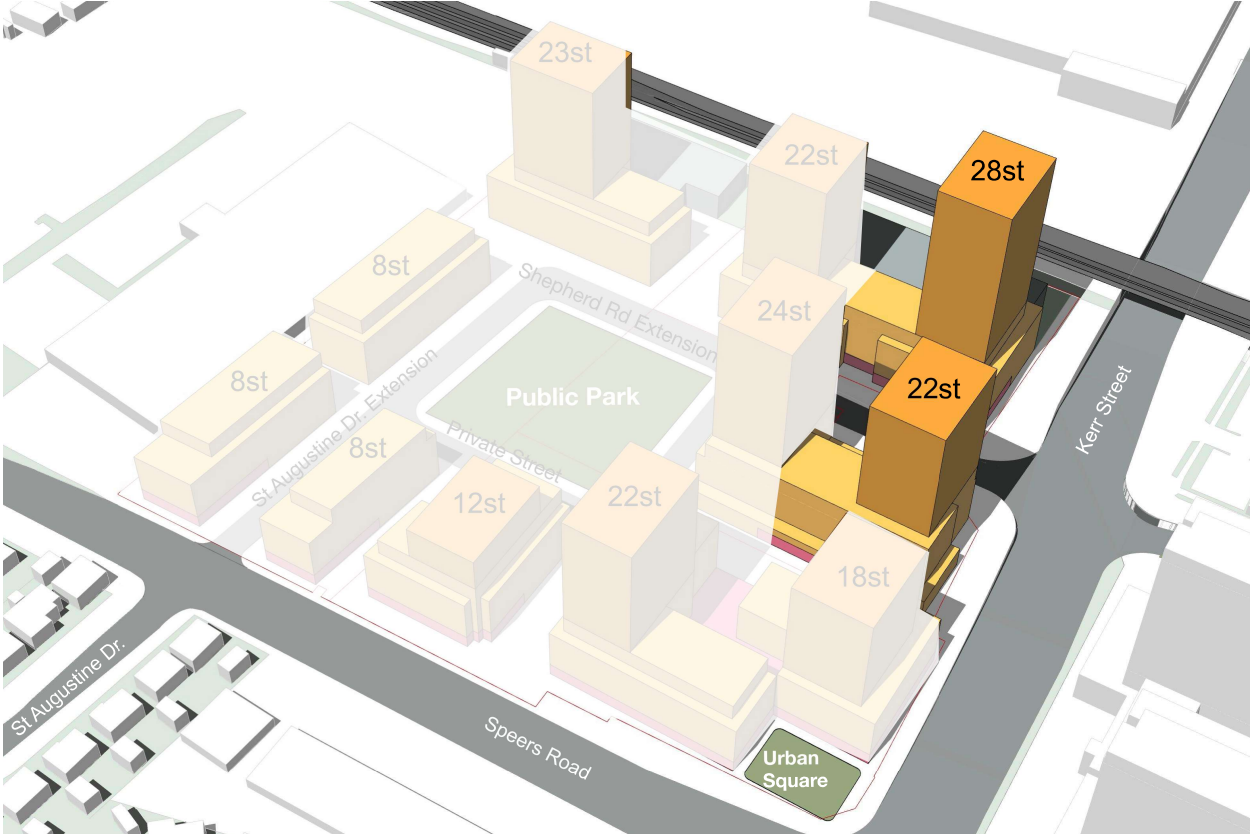 23st
22st
28st
8st
Shepherd Rd Extension
24st
8st
Public Park
22st
Kerr Street
St Augustine Dr. Extension
Private Street
8st
12st
22st
18st
St Augustine Dr.
Speers Road
Urban
Square